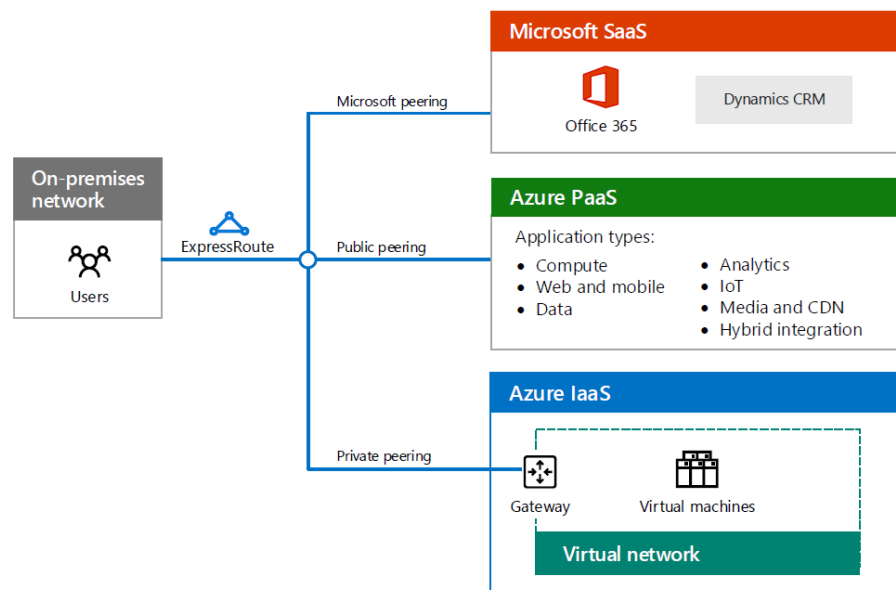 Microsoft SaaS
Microsoft peering
Office 365
Dynamics CRM
On-premises
network
Users
ExpressRoute
Public peering
Azure PaaS
Application types:
• Compute
• Web and mobile
• Data
• Analytics
• IoT
• Media and CDN
• Hybrid integration
Azure IaaS
Private peering
Gateway
Virtual machines
Virtual network